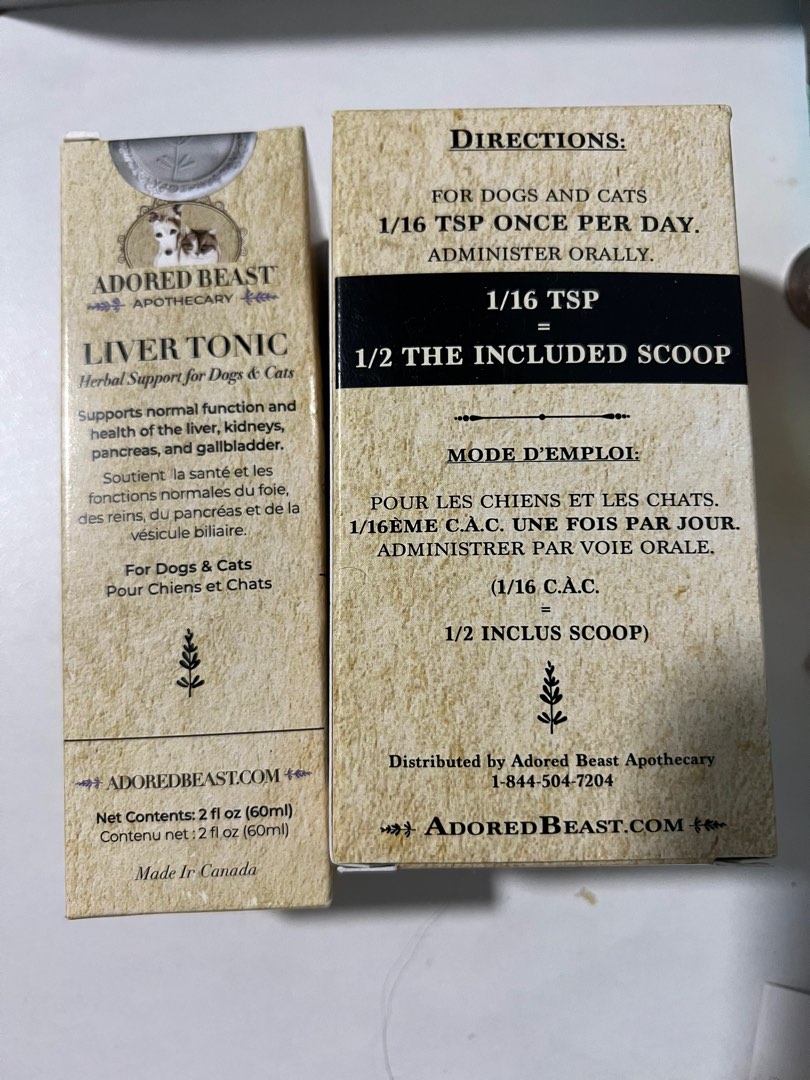 ADORED BEAST
APOTHECARY
LIVER TONIC
Herbal Support for Dogs & Cats
Supports normal function and
health of the liver, kidneys,
pancreas, and gallbladder.
Soutient la santé et les
fonctions normales du foie,
des reins, du pancréas et de la
vésicule biliaire.
For Dogs & Cats
Pour Chiens et Chats
ADOREDBEAST.COM
Net Contents: 2 fl oz (60ml)
Contenu net : 2 fl oz (60ml)
Made In Canada
DIRECTIONS:
FOR DOGS AND CATS
1/16 TSP ONCE PER DAY.
ADMINISTER ORALLY.
1/16 TSP
=
1/2 THE INCLUDED SCOOP
MODE D'EMPLOI:
POUR LES CHIENS ET LES CHATS.
1/16ÈME C.À.C. UNE FOIS PAR JOUR.
ADMINISTRER PAR VOIE ORALE.
(1/16 C.À.C.
=
1/2 INCLUS SCOOP)
Distributed by Adored Beast Apothecary
1-844-504-7204
ADOREDBEAST.COM